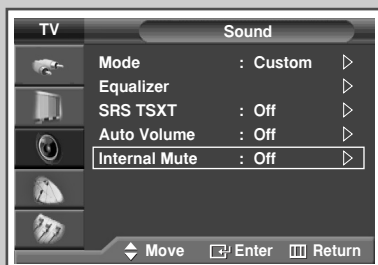 TV
Sound
Mode : Custom
Equalizer
SRS TSXT : Off
Auto Volume : Off
Internal Mute : Off
Move Enter Return